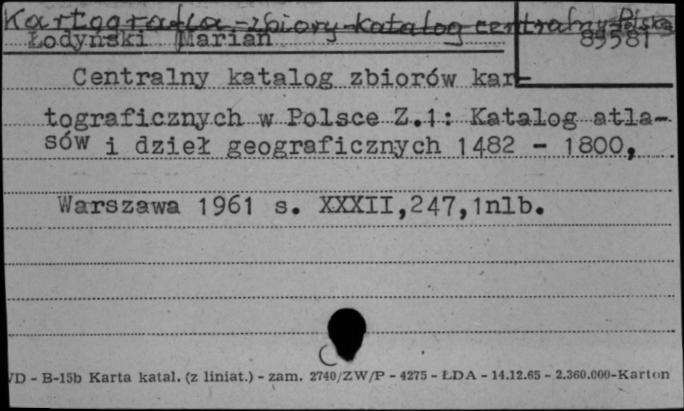 Kartografia - zbiory - katalog centralny - Polska
Łodyński Marian 89581
Centralny katalog zbiorów kar-
tograficznych w Polsce Z.1: Katalog atla-
sów i dzieł geograficznych 1482 - 1800,
Warszawa 1961 s. XXXII,247,1nlb.
D - B-15b Karta katal. (z liniat.) - zam. 2740/ZW/P - 4275 - ŁDA - 14.12.65 - 2.360.000-Karton